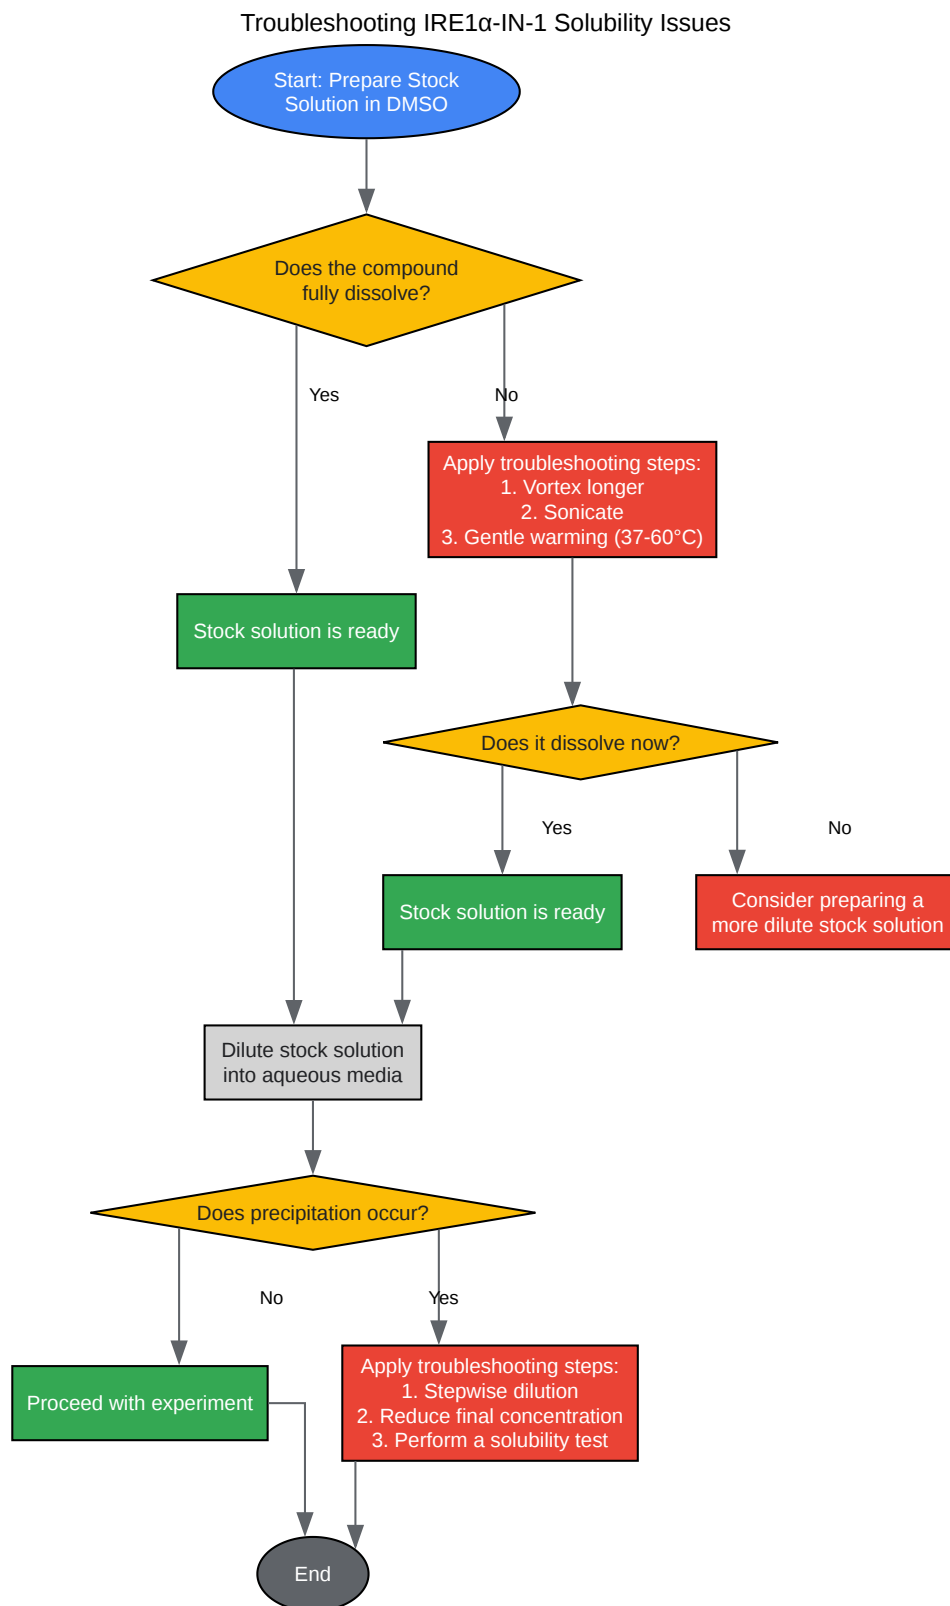 Troubleshooting IRE1α-IN-1 Solubility Issues
Start: Prepare Stock
Solution in DMSO
Does the compound
fully dissolve?
Yes
No
Apply troubleshooting steps:
1. Vortex longer
2. Sonicate
3. Gentle warming (37-60°C)
Stock solution is ready
Does it dissolve now?
Yes
No
Stock solution is ready
Consider preparing a
more dilute stock solution
Dilute stock solution
into aqueous media
Does precipitation occur?
No
Yes
Proceed with experiment
Apply troubleshooting steps:
1. Stepwise dilution
2. Reduce final concentration
3. Perform a solubility test
End